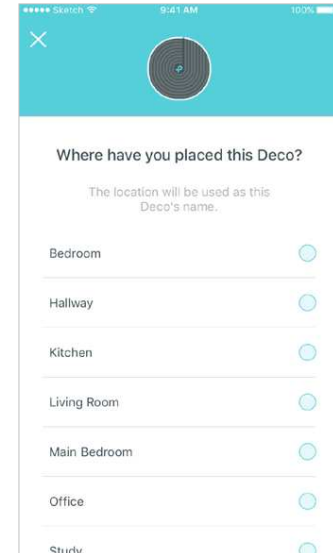 Sketch 9:41 AM 100%
Where have you placed this Deco?
The location will be used as this
Deco's name.
Bedroom
Hallway
Kitchen
Living Room
Main Bedroom
Office
Study